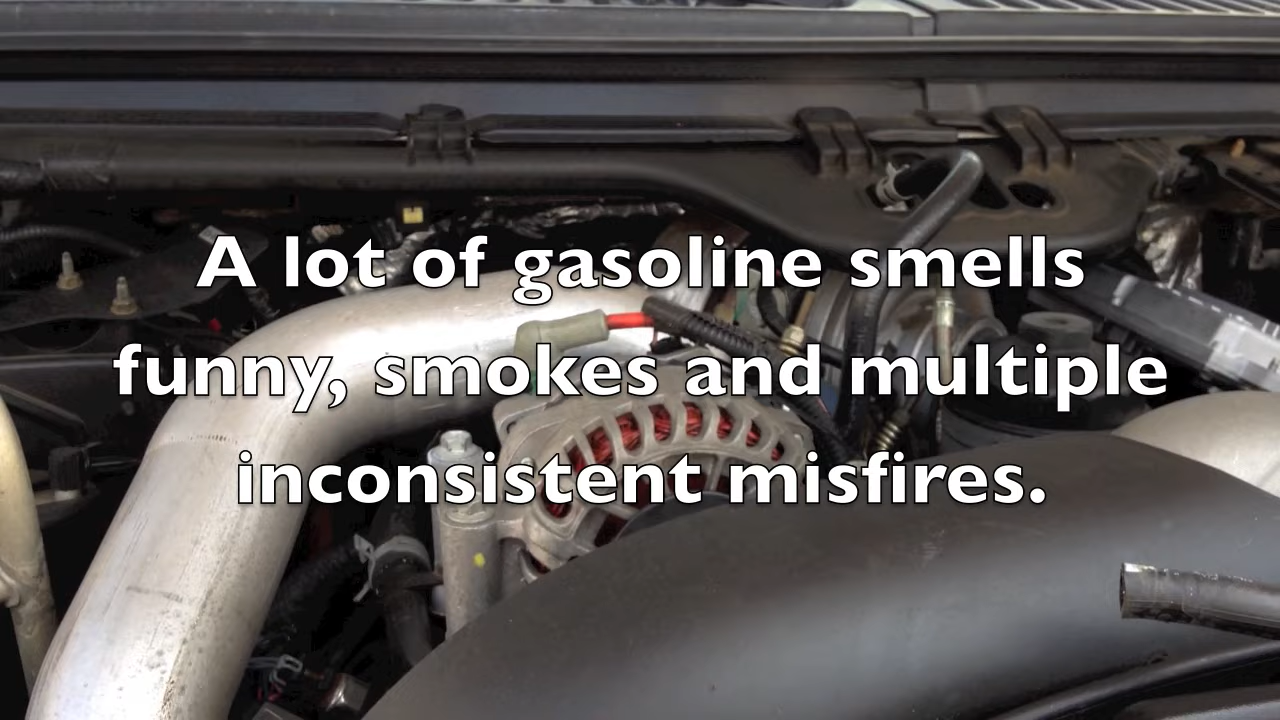 A lot of gasoline smells
funny, smokes and multiple
inconsistent misfires.